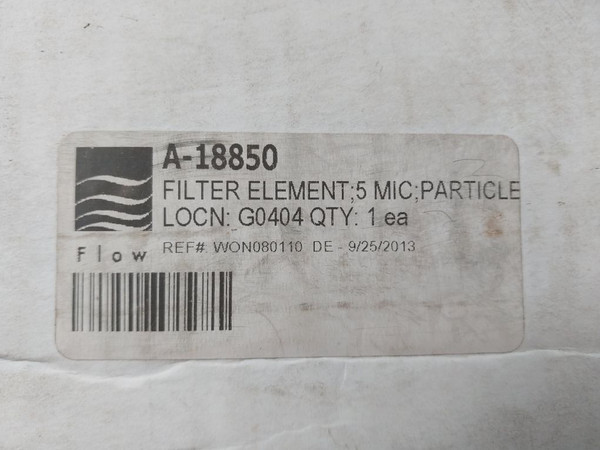 A-18850
FILTER ELEMENT;5 MIC;PARTICLE
LOCN: G0404 QTY: 1 ea
Flow
REF#: WON080110 DE - 9/25/2013